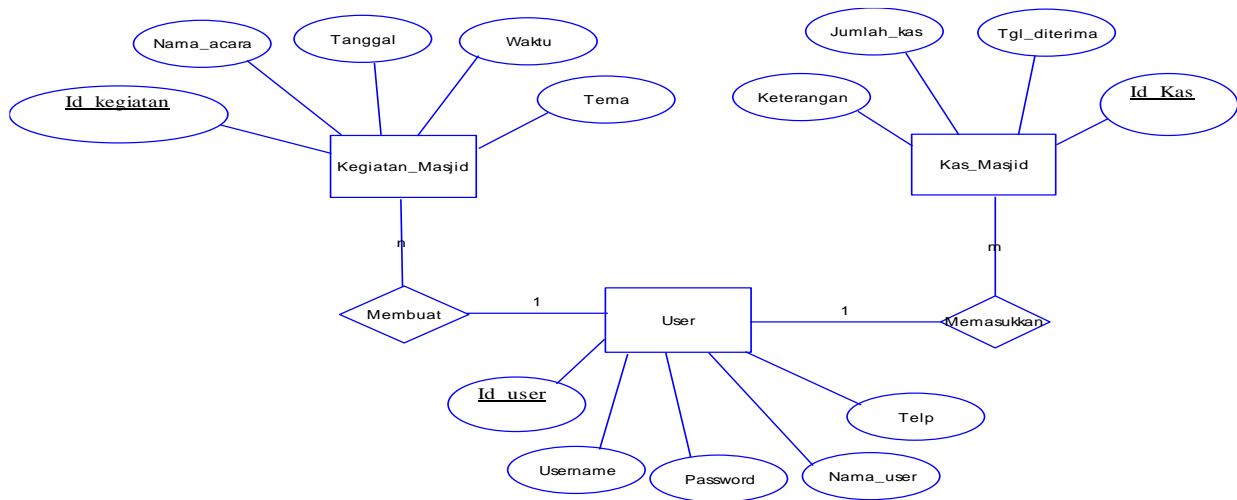 Nama_acara
Tanggal
Waktu
Id_kegiatan
Tema
Kegiatan_Masjid
Jumlah_kas
Tgl_diterima
Keterangan
Id_Kas
Kas_Masjid
n
m
Membuat
1
User
1
Memasukkan
Id_user
Telp
Username
Password
Nama_user